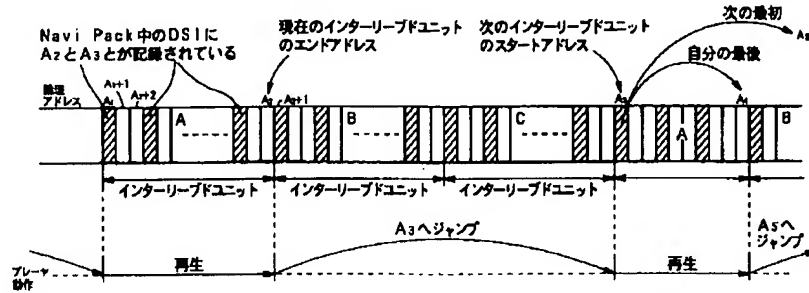 Navi Pack中のDSIに
A2とA3とが記録されている
現在のインターリーブドユニット
のエンドアドレス
次のインターリーブドユニット
のスタートアドレス
次の最初
A5
自分の最後
論理
アドレス
A1
A1+1
A1+2
A2
A2+1
A3
A4
A
B
C
A
B
インターリーブドユニット
インターリーブドユニット
インターリーブドユニット
A3へジャンプ
A5へ
ジャンプ
プレーヤ
動作
再生
再生